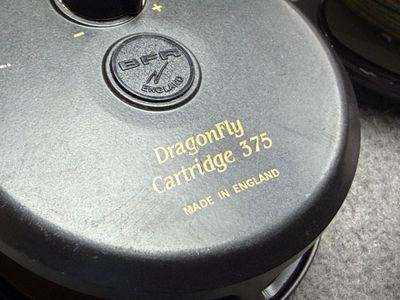 - +
BFR
ENGLAND
DragonFly
Cartridge 375
MADE IN ENGLAND